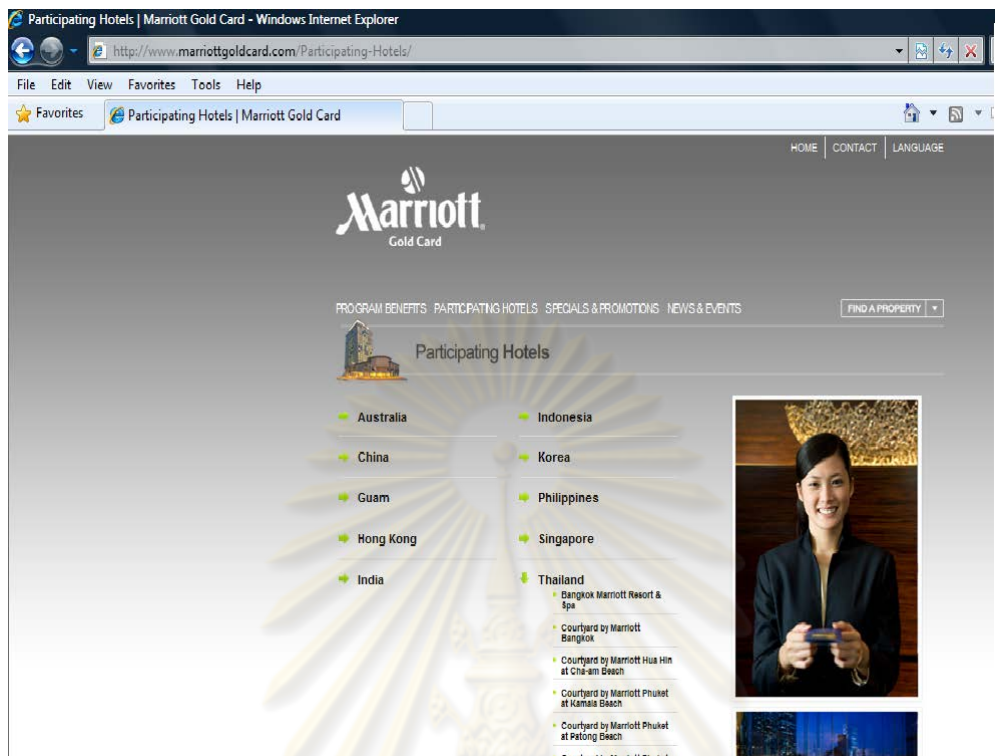 Participating Hotels | Marriott Gold Card - Windows Internet Explorer
http://www.marriottgoldcard.com/Participating-Hotels/
File Edit View Favorites Tools Help
Favorites Participating Hotels | Marriott Gold Card
HOME CONTACT LANGUAGE
Marriott
Gold Card
PROGRAM BENEFITS PARTICIPATING HOTELS SPECIALS & PROMOTIONS NEWS & EVENTS FIND A PROPERTY
Participating Hotels
Australia
China
Guam
Hong Kong
India
Indonesia
Korea
Philippines
Singapore
Thailand
Bangkok Marriott Resort &
Spa
Courtyard by Marriott
Bangkok
Courtyard by Marriott Hua Hin
at Cha-am Beach
Courtyard by Marriott Phuket
at Kamala Beach
Courtyard by Marriott Phuket
at Patong Beach